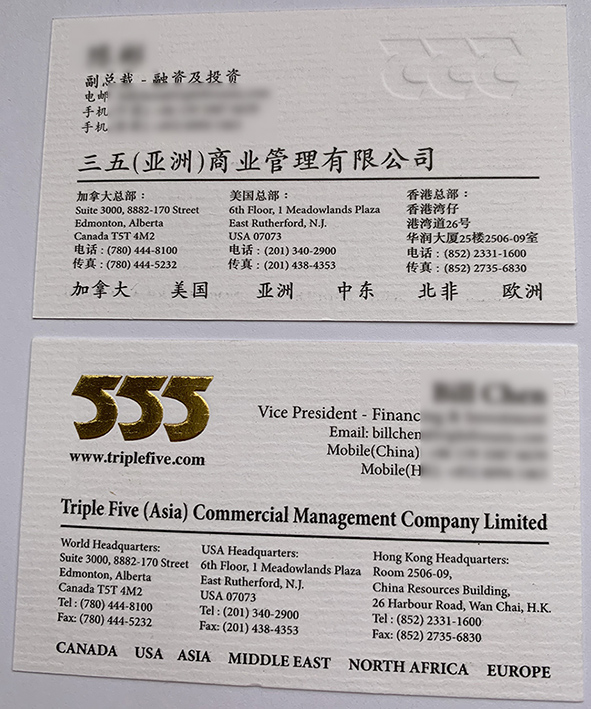 副总裁 - 融资及投资
电邮
手机
手机
三五(亚洲)商业管理有限公司
加拿大总部：
Suite 3000, 8882-170 Street
Edmonton, Alberta
Canada T5T 4M2
电话 : (780) 444-8100
传真 : (780) 444-5232
美国总部：
6th Floor, 1 Meadowlands Plaza
East Rutherford, N.J.
USA 07073
电话 : (201) 340-2900
传真 : (201) 438-4353
香港总部：
香港湾仔
港湾道26号
华润大厦25楼2506-09室
电话 : (852) 2331-1600
传真 : (852) 2735-6830
加拿大 美国 亚洲 中东 北非 欧洲
555
www.triplefive.com
Vice President - Financ
Email: billchen
Mobile(China)
Mobile(H
Triple Five (Asia) Commercial Management Company Limited
World Headquarters:
Suite 3000, 8882-170 Street
Edmonton, Alberta
Canada T5T 4M2
Tel : (780) 444-8100
Fax: (780) 444-5232
USA Headquarters:
6th Floor, 1 Meadowlands Plaza
East Rutherford, N.J.
USA 07073
Tel : (201) 340-2900
Fax: (201) 438-4353
Hong Kong Headquarters:
Room 2506-09,
China Resources Building,
26 Harbour Road, Wan Chai, H.K.
Tel : (852) 2331-1600
Fax: (852) 2735-6830
CANADA USA ASIA MIDDLE EAST NORTH AFRICA EUROPE